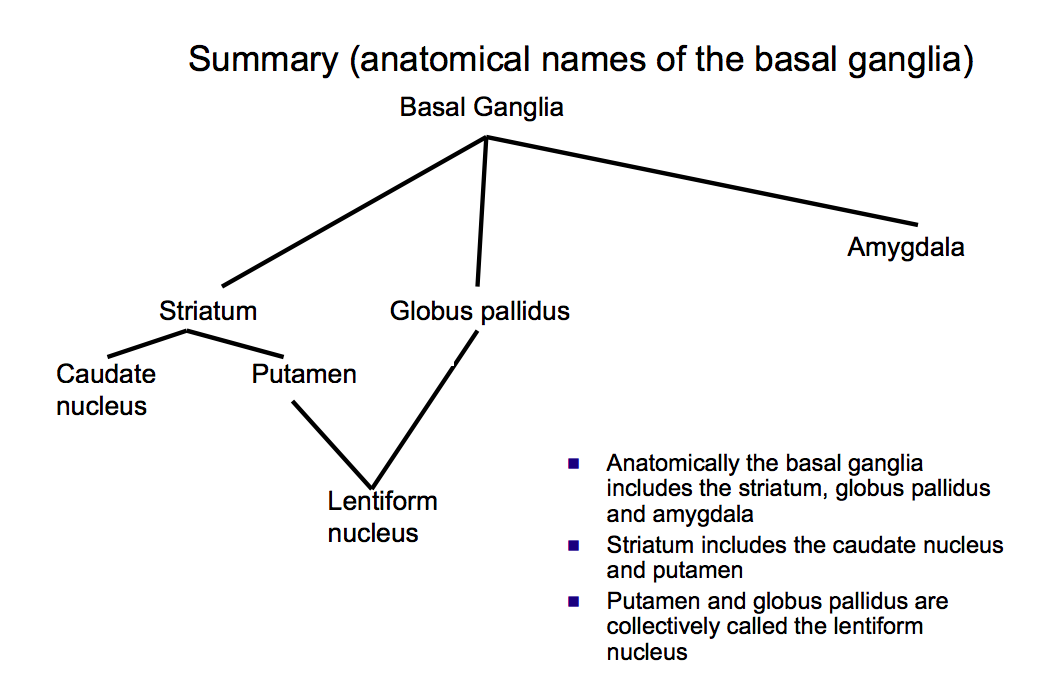 Summary (anatomical names of the basal ganglia)
Basal Ganglia
Amygdala
Striatum
Globus pallidus
Caudate
nucleus
Putamen
Lentiform
nucleus
Anatomically the basal ganglia
includes the striatum, globus pallidus
and amygdala
Striatum includes the caudate nucleus
and putamen
Putamen and globus pallidus are
collectively called the lentiform
nucleus